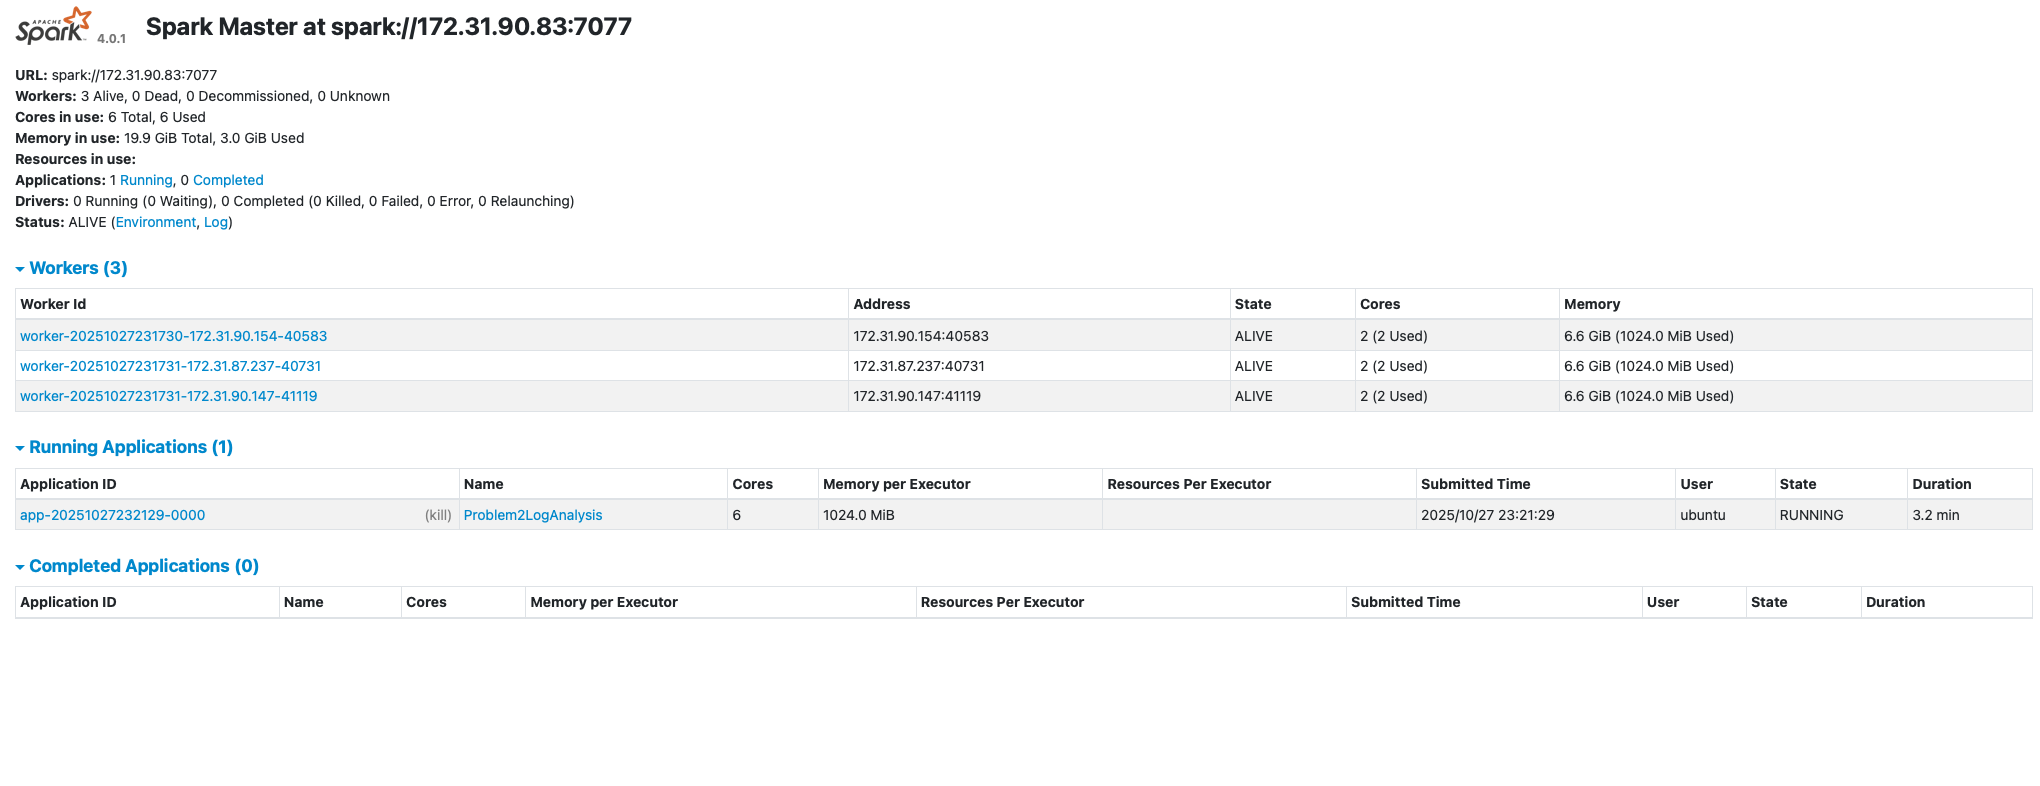 APACHE Spark 4.0.1 Spark Master at spark://172.31.90.83:7077
URL: spark://172.31.90.83:7077
Workers: 3 Alive, 0 Dead, 0 Decommissioned, 0 Unknown
Cores in use: 6 Total, 6 Used
Memory in use: 19.9 GiB Total, 3.0 GiB Used
Resources in use:
Applications: 1 Running, 0 Completed
Drivers: 0 Running (0 Waiting), 0 Completed (0 Killed, 0 Failed, 0 Error, 0 Relaunching)
Status: ALIVE (Environment, Log)
Workers (3)
Worker Id Address State Cores Memory
worker-20251027231730-172.31.90.154-40583 172.31.90.154:40583 ALIVE 2 (2 Used) 6.6 GiB (1024.0 MiB Used)
worker-20251027231731-172.31.87.237-40731 172.31.87.237:40731 ALIVE 2 (2 Used) 6.6 GiB (1024.0 MiB Used)
worker-20251027231731-172.31.90.147-41119 172.31.90.147:41119 ALIVE 2 (2 Used) 6.6 GiB (1024.0 MiB Used)
Running Applications (1)
Application ID Name Cores Memory per Executor Resources Per Executor Submitted Time User State Duration
app-20251027232129-0000 (kill) Problem2LogAnalysis 6 1024.0 MiB 2025/10/27 23:21:29 ubuntu RUNNING 3.2 min
Completed Applications (0)
Application ID Name Cores Memory per Executor Resources Per Executor Submitted Time User State Duration